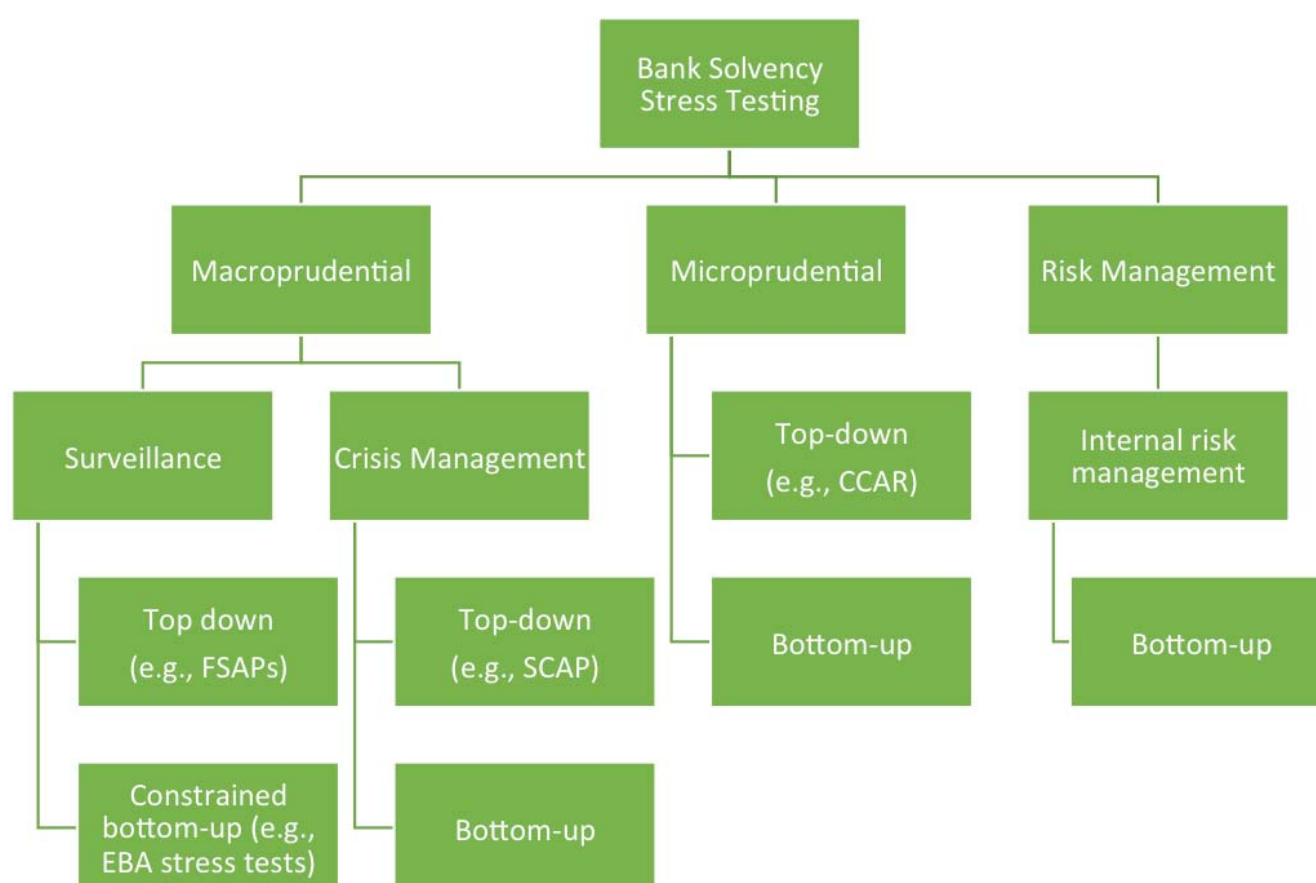 Bank Solvency
Stress Testing
Macroprudential
Microprudential
Risk Management
Surveillance
Crisis Management
Top-down
(e.g., CCAR)
Internal risk
management
Top down
(e.g., FSAPs)
Top-down
(e.g., SCAP)
Bottom-up
Bottom-up
Constrained
bottom-up (e.g.,
EBA stress tests)
Bottom-up